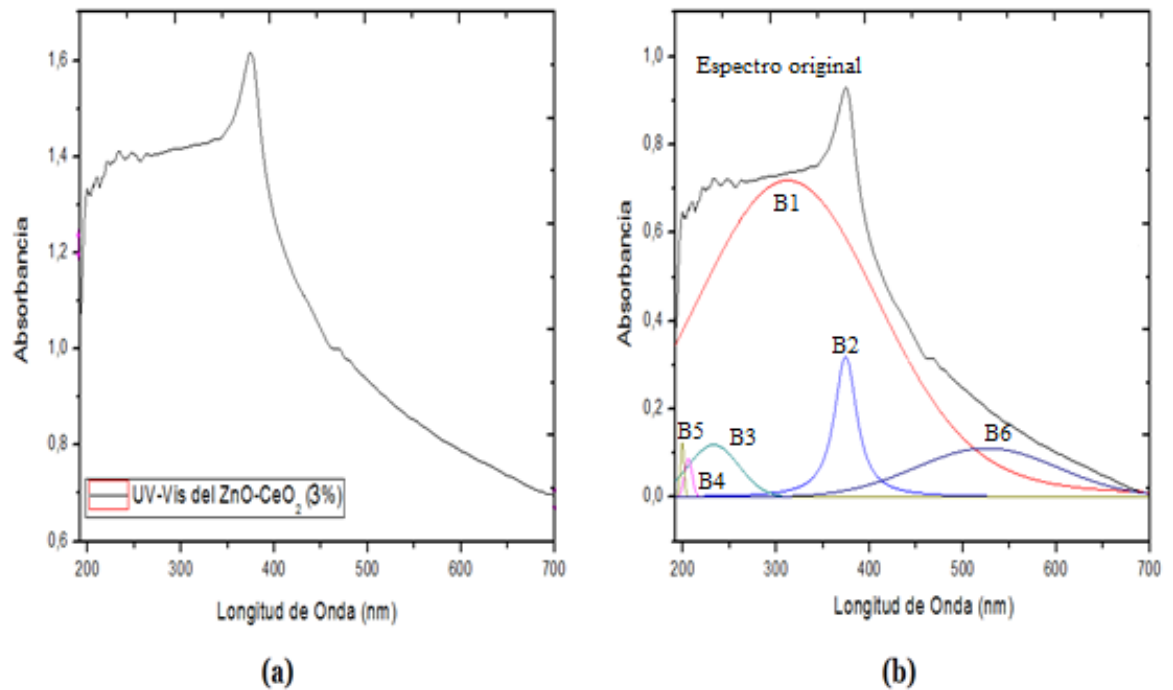 1,6
1,4
1,2
1,0
0,8
0,6
Absorbancia
UV-Vis del ZnO-CeO2 (3%)
200 300 400 500 600 700
Longitud de Onda (nm)
(a)
1,0
0,8
0,6
0,4
0,2
0,0
Absorbancia
Espectro original
B1
B2
B5
B3
B4
B6
200 300 400 500 600 700
Longitud de Onda (nm)
(b)